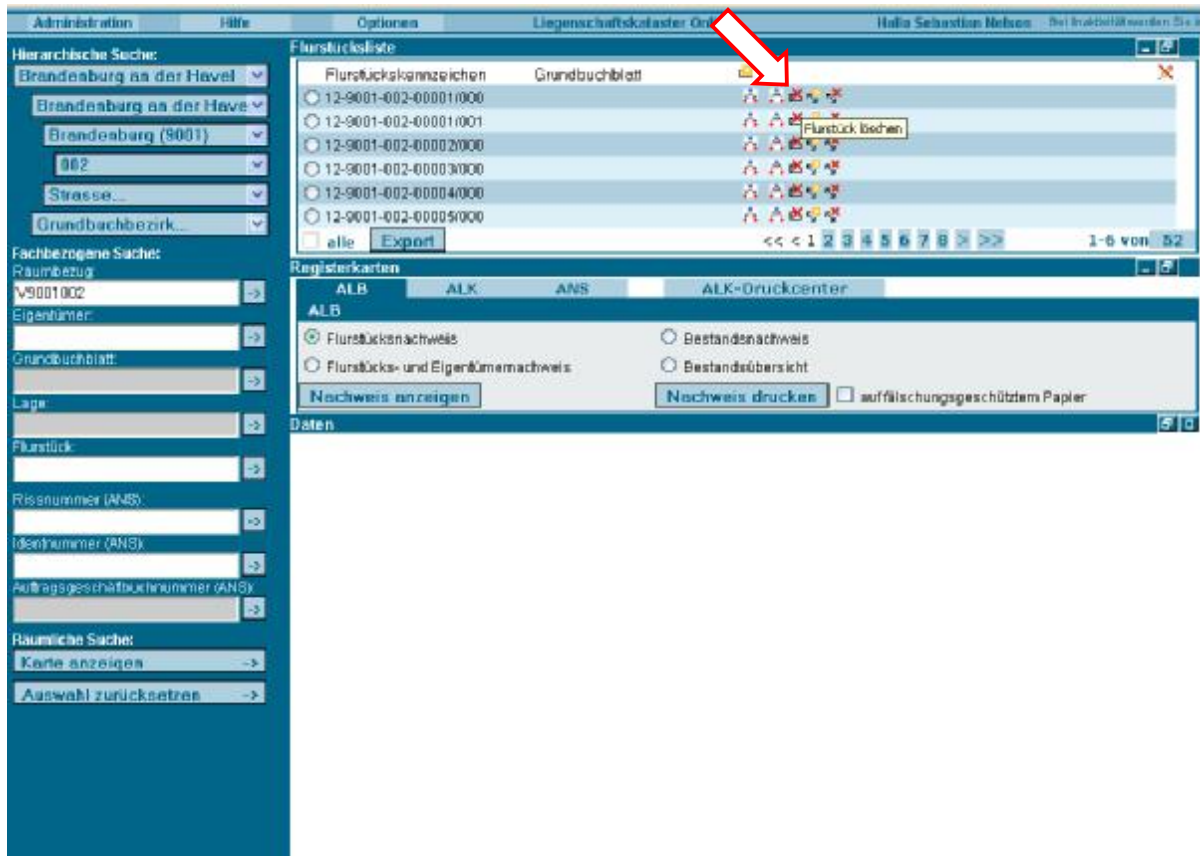 Administration Hilfe Optionen Liegenschaftskataster Hallo Sebastian Nelson
Hierarchische Suche:
Brandenburg an der Havel
Brandenburg an der Have
Brandenburg (9001)
002
Strasse...
Grundbuchbezirk...
Fachbezogene Suche:
Raumbezug:
V9001002
->
Eigentümer:
->
Grundbuchblatt:
->
Lage:
->
Flurstück:
->
Rissnummer (ANS):
->
Identnummer (ANS):
->
Auftragsgeschäftbuchnummer (ANS):
->
Räumliche Suche:
Karte anzeigen ->
Auswahl zurücksetzen ->
Flurstücksliste
Flurstückskennzeichen Grundbuchblatt
12-9001-002-00001/000
12-9001-002-00001/001
Flurstück löschen
12-9001-002-00002/000
12-9001-002-00003/000
12-9001-002-00004/000
12-9001-002-00005/000
alle Export << < 1 2 3 4 5 6 7 8 > >> 1-6 von 52
Registerkarten
ALB ALK ANS ALK-Druckcenter
ALB
Flurstücksnachweis Bestandsnachweis
Flurstücks- und Eigentümernachweis Bestandsübersicht
Nachweis anzeigen Nachweis drucken auf fälschungsgeschütztem Papier
Daten